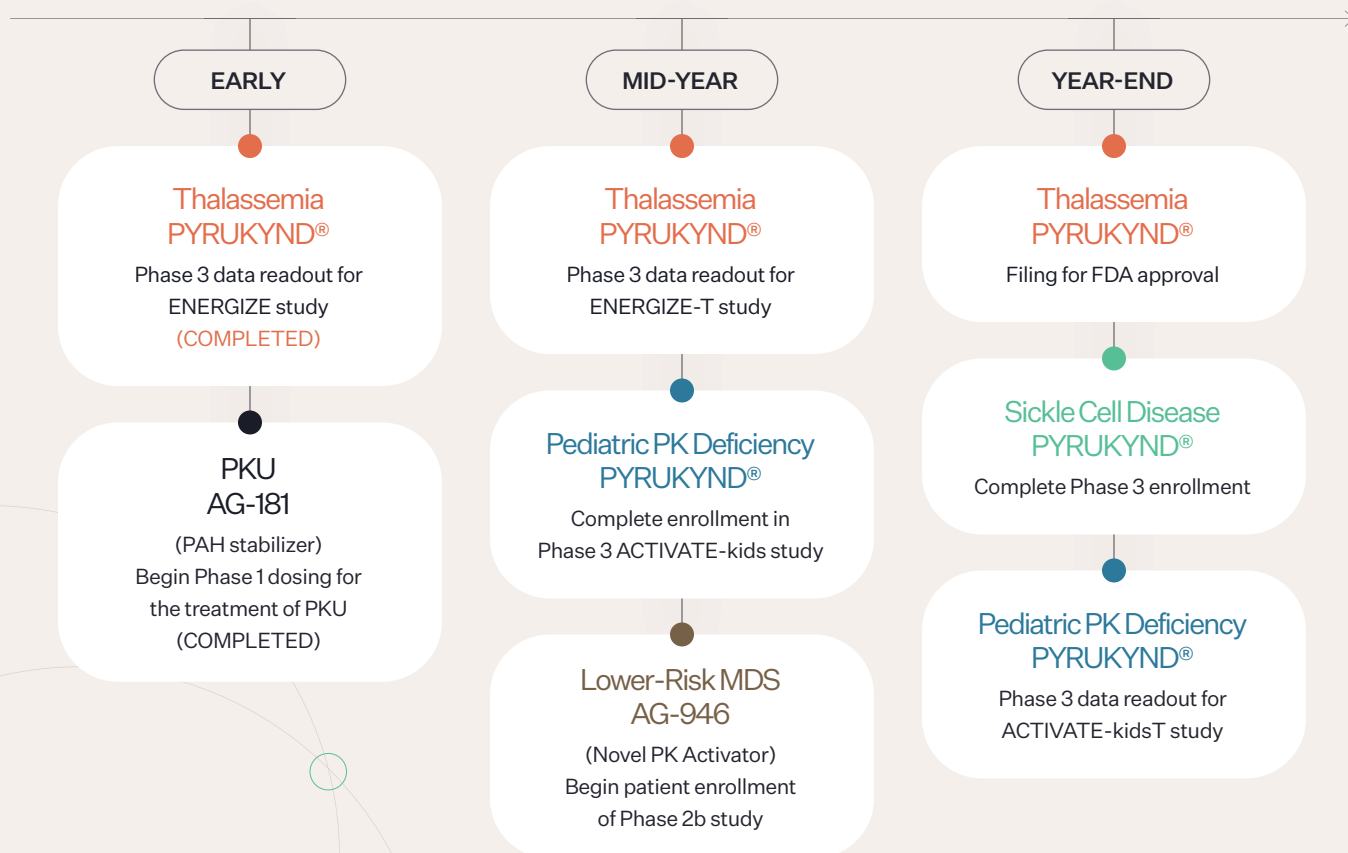 EARLY
Thalassemia
PYRUKYND®
Phase 3 data readout for
ENERGIZE study
(COMPLETED)
PKU
AG-181
(PAH stabilizer)
Begin Phase 1 dosing for
the treatment of PKU
(COMPLETED)
MID-YEAR
Thalassemia
PYRUKYND®
Phase 3 data readout for
ENERGIZE-T study
Pediatric PK Deficiency
PYRUKYND®
Complete enrollment in
Phase 3 ACTIVATE-kids study
Lower-Risk MDS
AG-946
(Novel PK Activator)
Begin patient enrollment
of Phase 2b study
YEAR-END
Thalassemia
PYRUKYND®
Filing for FDA approval
Sickle Cell Disease
PYRUKYND®
Complete Phase 3 enrollment
Pediatric PK Deficiency
PYRUKYND®
Phase 3 data readout for
ACTIVATE-kidsT study